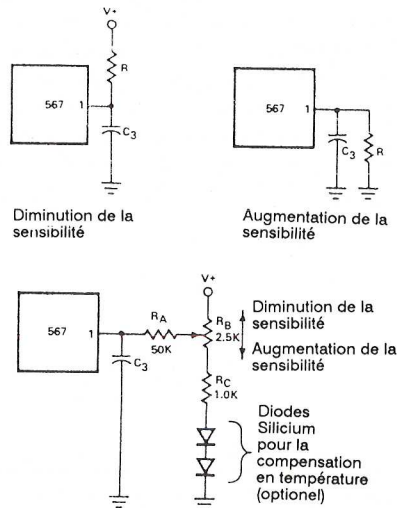 V+
R
567
1
C3
Diminution de la
sensibilité
567
1
C3
R
Augmentation de la
sensibilité
V+
567
1
RA
50K
RB
2.5K
C3
RC
1.0K
Diminution de la
sensibilité
Augmentation de la
sensibilité
Diodes
Silicium
pour la
compensation
en température
(optionel)